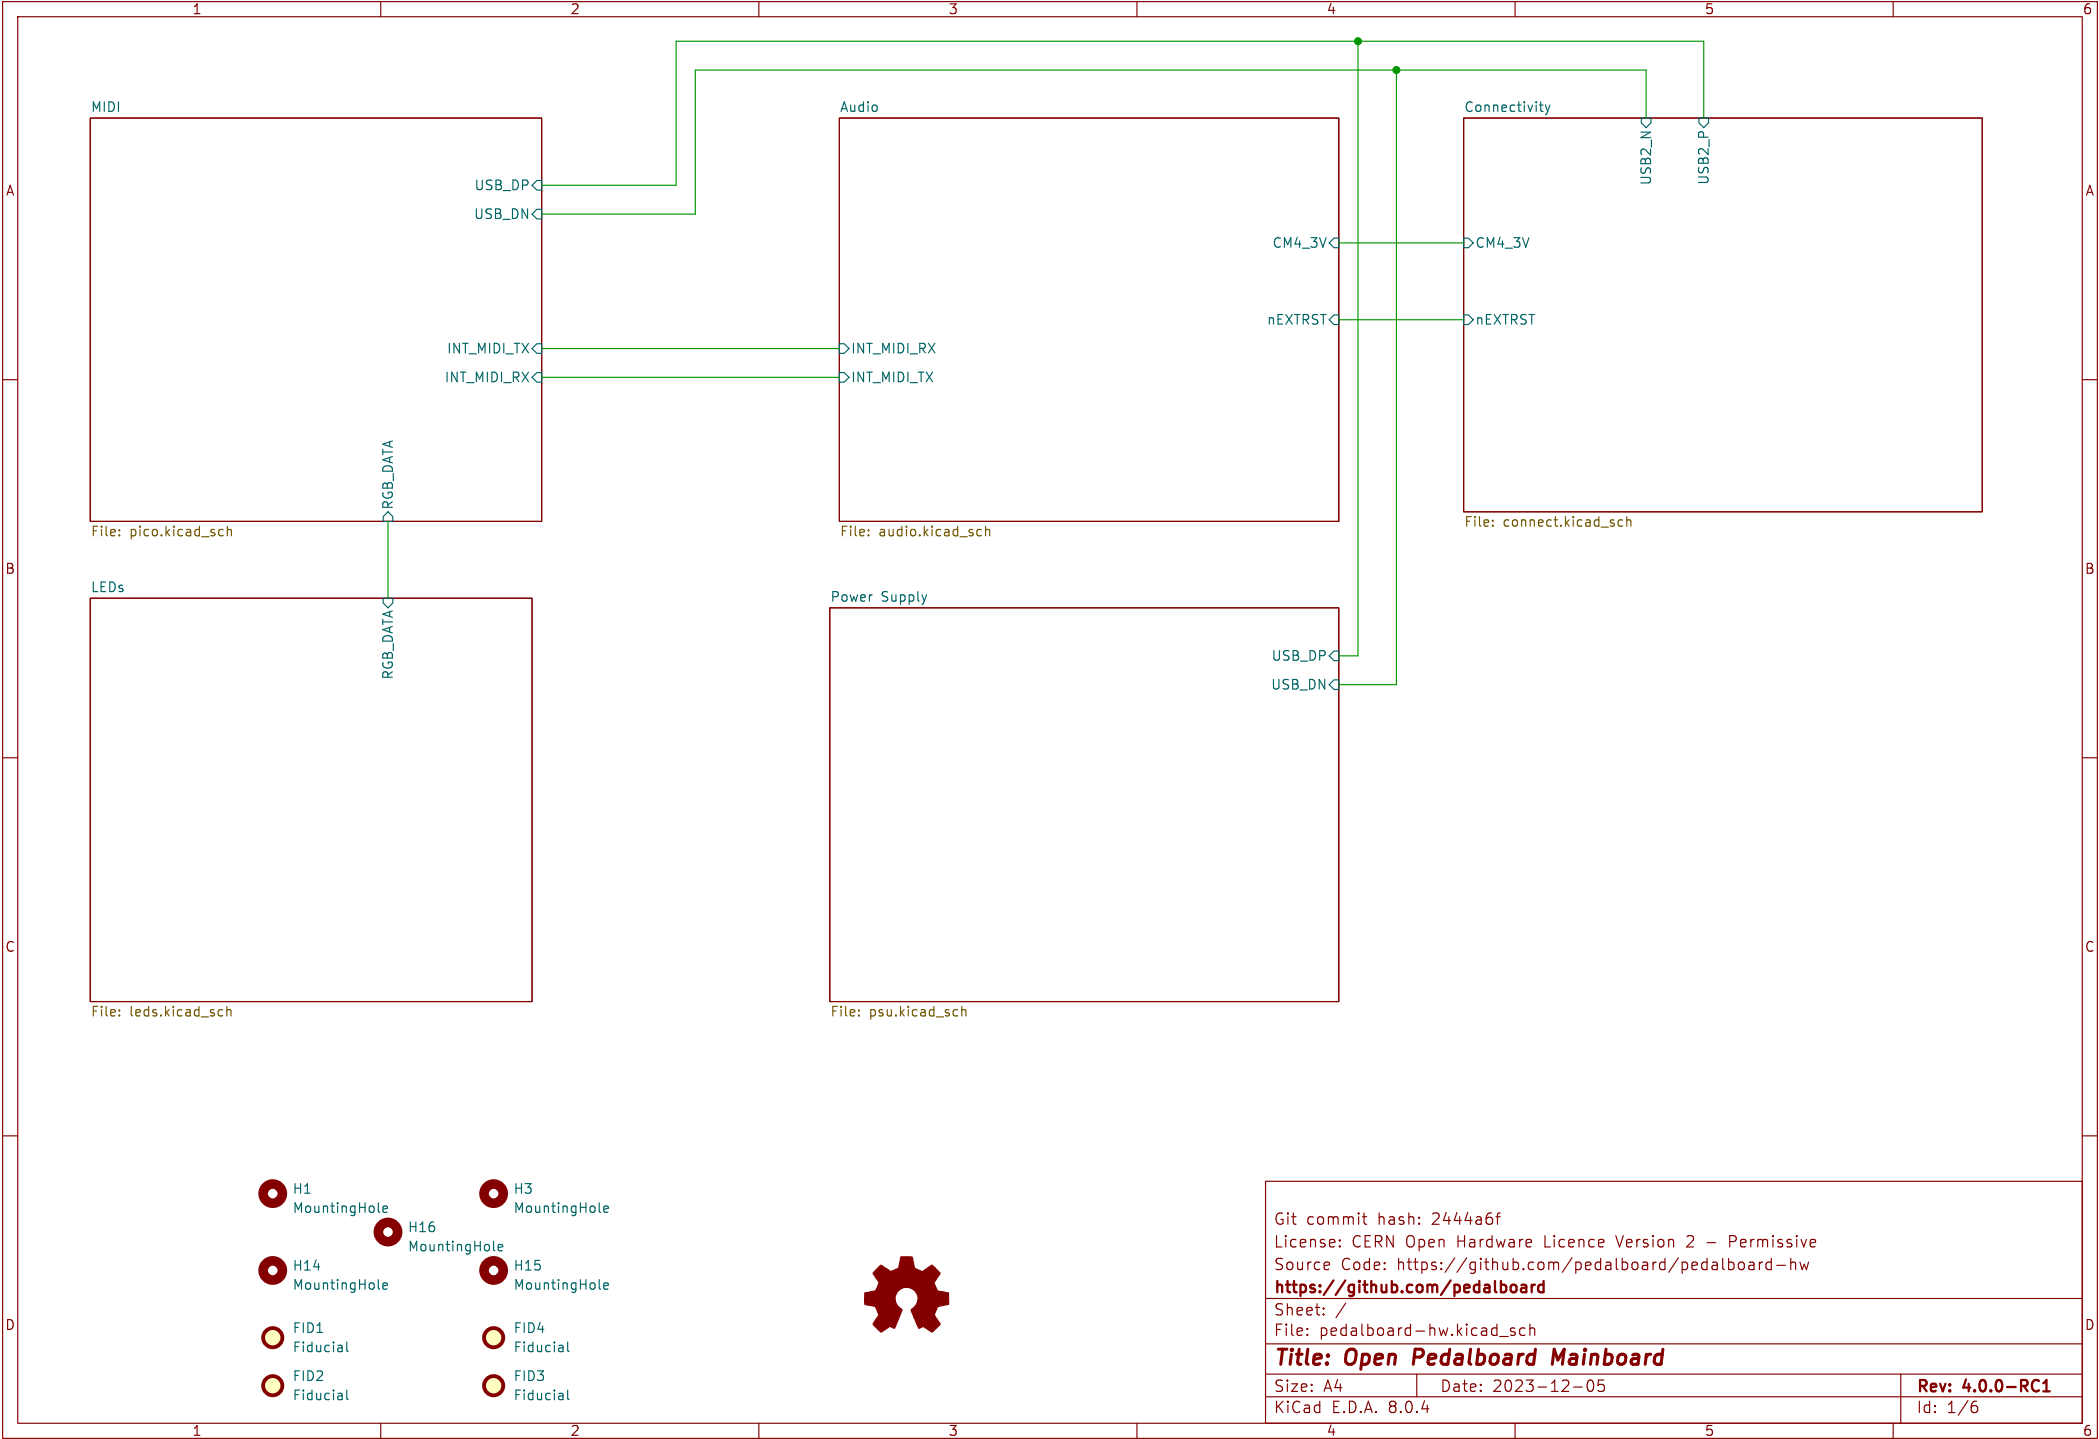 1 2 3 4 5 6
A A
B B
C C
D D
MIDI
USB_DP
USB_DN
INT_MIDI_TX
INT_MIDI_RX
RGB_DATA
File: pico.kicad_sch
Audio
CM4_3V
nEXTRST
INT_MIDI_RX
INT_MIDI_TX
File: audio.kicad_sch
Connectivity
USB2_N
USB2_P
CM4_3V
nEXTRST
File: connect.kicad_sch
LEDs
RGB_DATA
File: leds.kicad_sch
Power Supply
USB_DP
USB_DN
File: psu.kicad_sch
H1
MountingHole
H3
MountingHole
H16
MountingHole
H14
MountingHole
H15
MountingHole
FID1
Fiducial
FID4
Fiducial
FID2
Fiducial
FID3
Fiducial
Git commit hash: 2444a6f
License: CERN Open Hardware Licence Version 2 - Permissive
Source Code: https://github.com/pedalboard/pedalboard-hw
https://github.com/pedalboard
Sheet: /
File: pedalboard-hw.kicad_sch
Title: Open Pedalboard Mainboard
Size: A4 Date: 2023-12-05 Rev: 4.0.0-RC1
KiCad E.D.A. 8.0.4 Id: 1/6
1 2 3 4 5 6